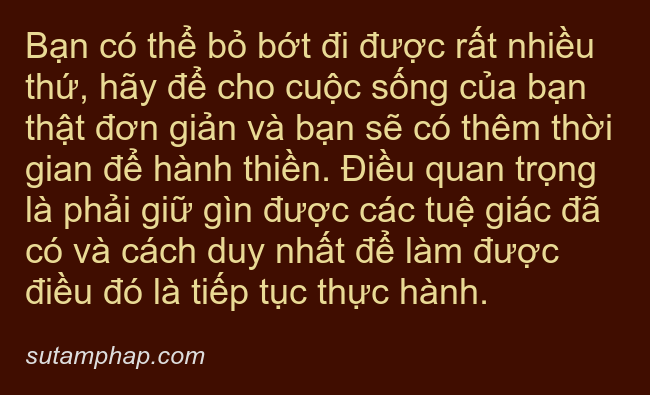 Bạn có thể bỏ bớt đi được rất nhiều
thứ, hãy để cho cuộc sống của bạn
thật đơn giản và bạn sẽ có thêm thời
gian để hành thiền. Điều quan trọng
là phải giữ gìn được các tuệ giác đã
có và cách duy nhất để làm được
điều đó là tiếp tục thực hành.
sutamphap.com